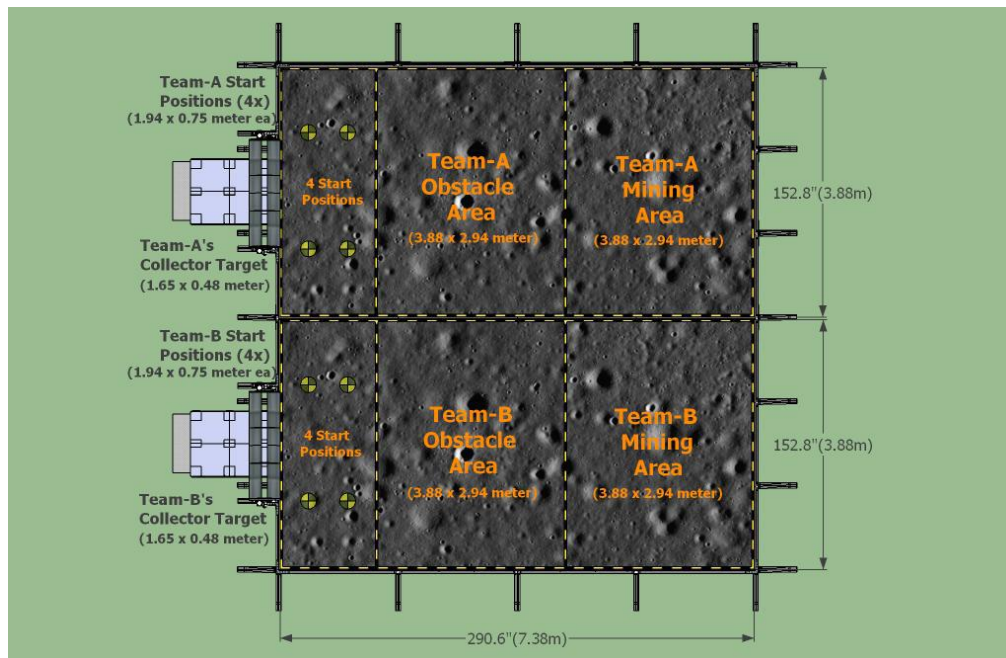 Team-A Start
Positions (4x)
(1.94 x 0.75 meter ea)
4 Start
Positions
Team-A
Obstacle
Area
(3.88 x 2.94 meter)
Team-A
Mining
Area
(3.88 x 2.94 meter)
152.8"(3.88m)
Team-A's
Collector Target
(1.65 x 0.48 meter)
Team-B Start
Positions (4x)
(1.94 x 0.75 meter ea)
4 Start
Positions
Team-B
Obstacle
Area
(3.88 x 2.94 meter)
Team-B
Mining
Area
(3.88 x 2.94 meter)
152.8"(3.88m)
Team-B's
Collector Target
(1.65 x 0.48 meter)
290.6"(7.38m)